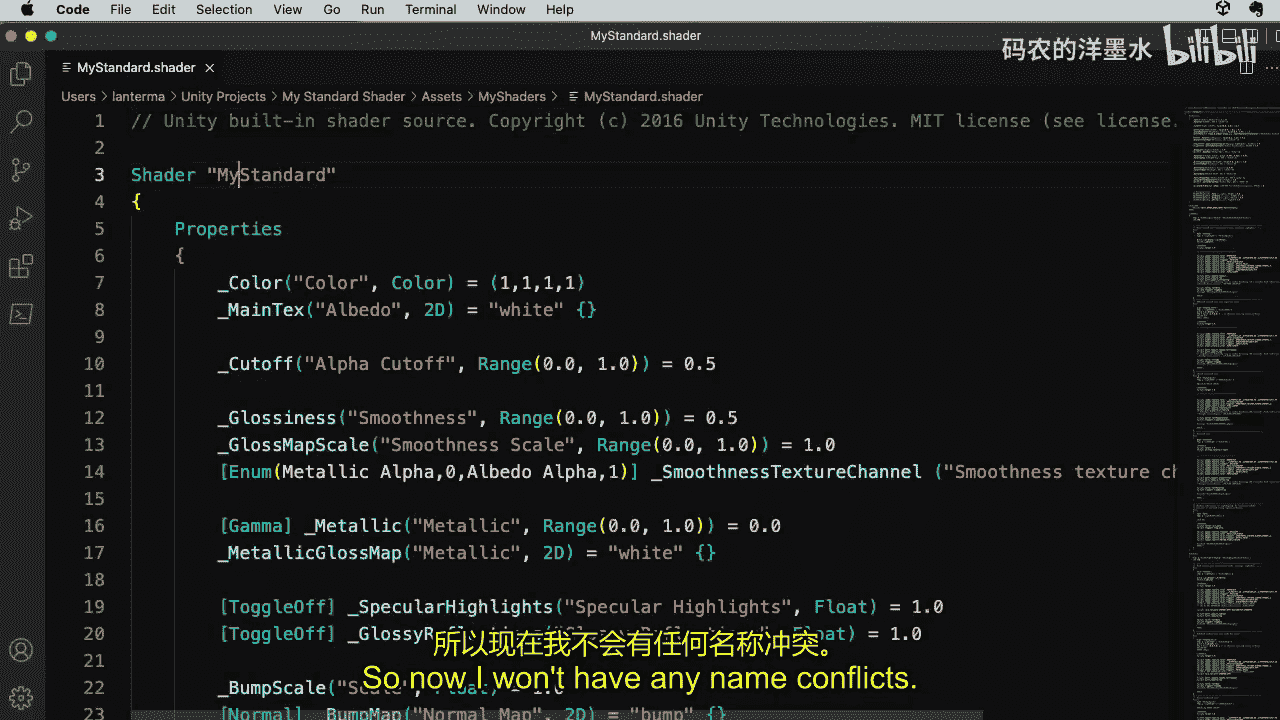 Code File Edit Selection View Go Run Terminal Window Help
MyStandard.shader
码农的洋墨水 bilibili
MyStandard.shader
Users > lanterma > Unity Projects > My Standard Shader > Assets > MyShaders > MyStandard.shader
1 // Unity built-in shader source. Copyright (c) 2016 Unity Technologies. MIT license (see license.
2
3 Shader "MyStandard"
4 {
5 Properties
6 {
7 _Color("Color", Color) = (1,1,1,1)
8 _MainTex("Albedo", 2D) = "white" {}
9
10 _Cutoff("Alpha Cutoff", Range(0.0, 1.0)) = 0.5
11
12 _Glossiness("Smoothness", Range(0.0, 1.0)) = 0.5
13 _GlossMapScale("Smoothness Scale", Range(0.0, 1.0)) = 1.0
14 [Enum(Metallic Alpha,0,Albedo Alpha,1)] _SmoothnessTextureChannel ("Smoothness texture ch
15
16 [Gamma] _Metallic("Metallic", Range(0.0, 1.0)) = 0.0
17 _MetallicGlossMap("Metallic", 2D) = "white" {}
18
19 [ToggleOff] _SpecularHighlights("Specular Highlights", Float) = 1.0
20 [ToggleOff] Float) = 1.0
21
22 _BumpScale
所以现在我不会有任何名称冲突。
So now I won't have any name conflicts.